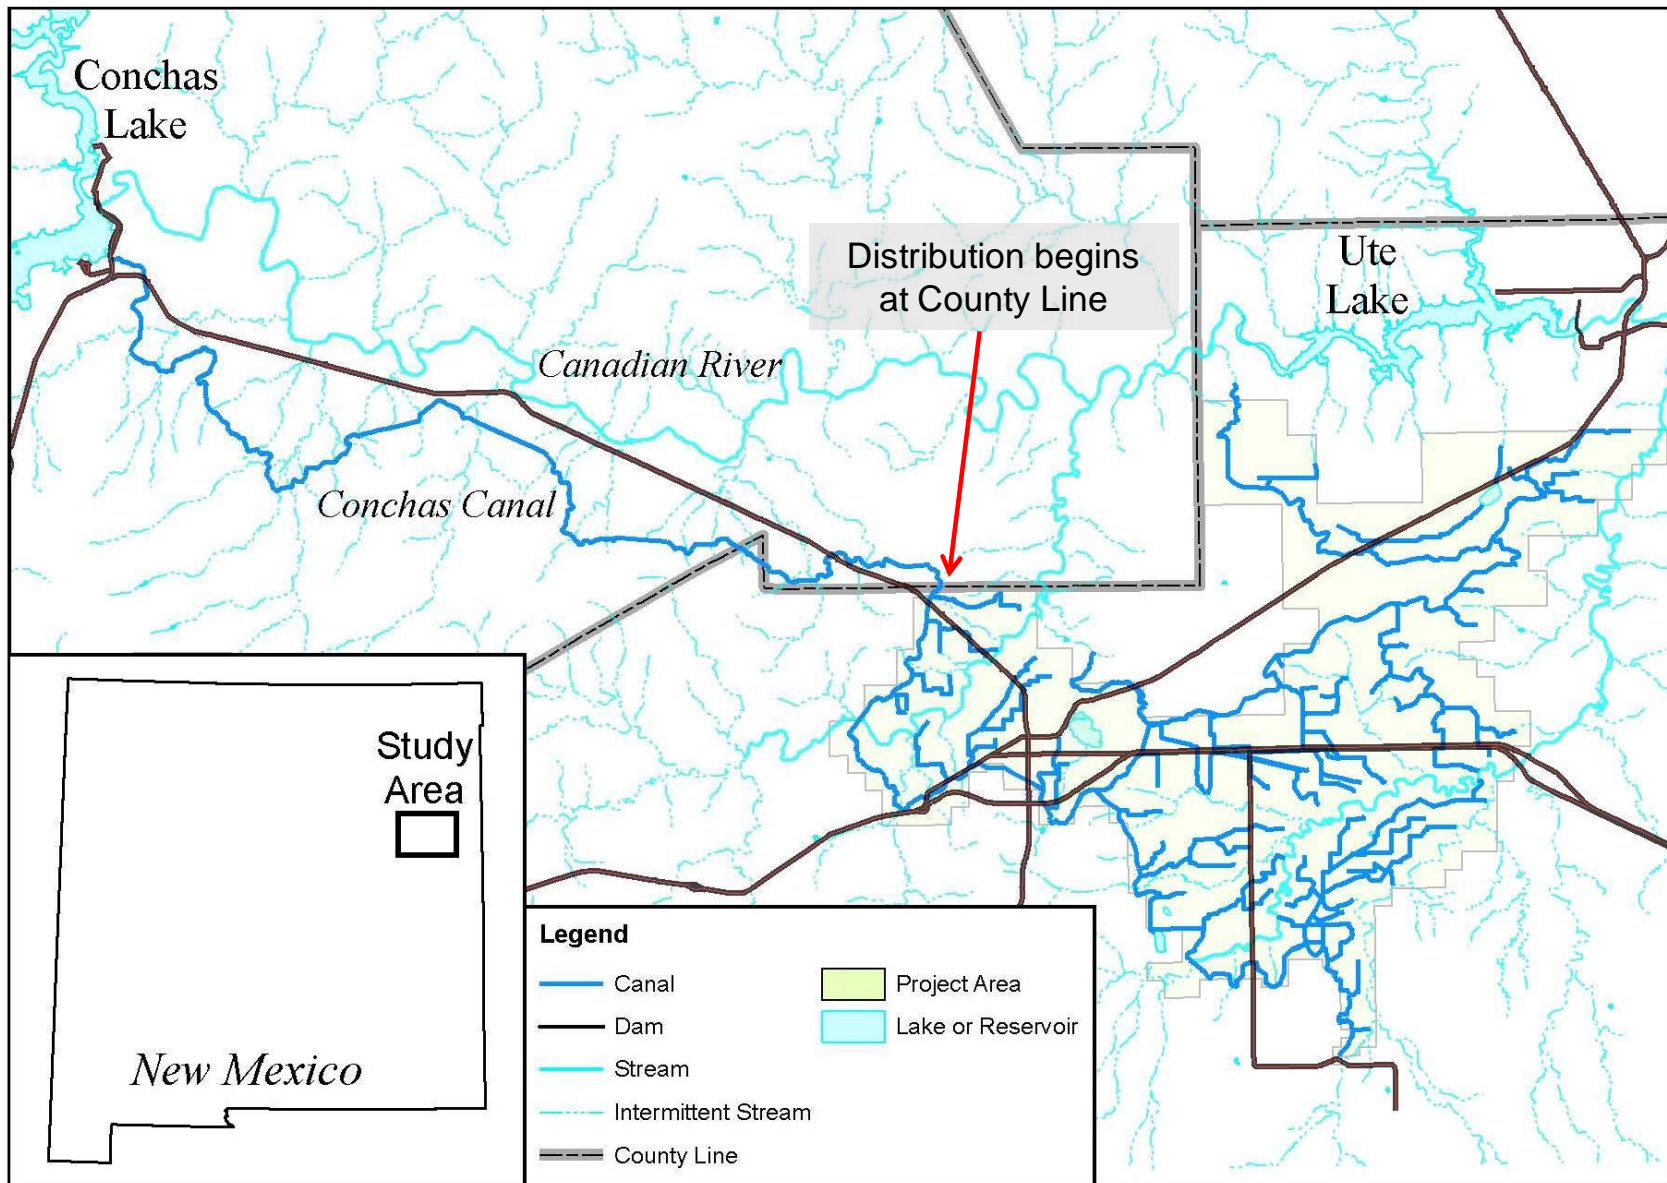 Conchas
Lake
Distribution begins
at County Line
Ute
Lake
Canadian River
Conchas Canal
Study
Area
New Mexico
Legend
Canal
Dam
Stream
Intermittent Stream
County Line
Project Area
Lake or Reservoir